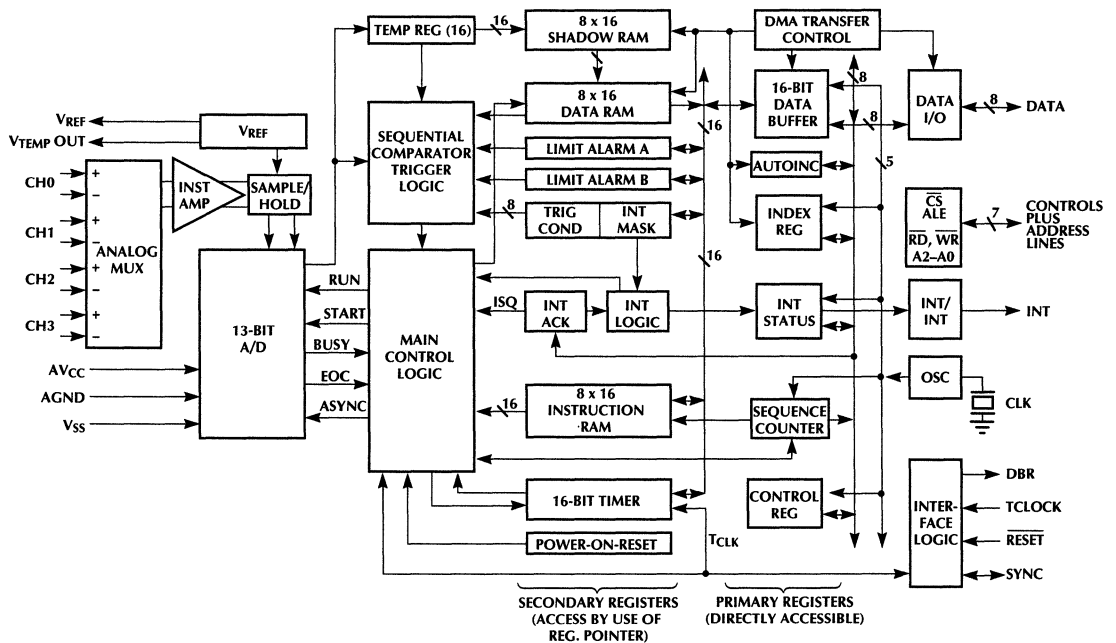 TEMP REG (16)
16
8 x 16
SHADOW RAM
DMA TRANSFER
CONTROL
8
8 x 16
DATA RAM
16-BIT
DATA
BUFFER
8
DATA
I/O
8
DATA
VREF
VTEMP OUT
VREF
SEQUENTIAL
COMPARATOR
TRIGGER
LOGIC
16
LIMIT ALARM A
LIMIT ALARM B
AUTOINC
5
CH0
+
−
CH1
+
−
CH2
+
−
CH3
+
−
ANALOG
MUX
INST
AMP
SAMPLE/
HOLD
8
TRIG
COND
INT
MASK
INDEX
REG
C̅S̅
ALE
R̅D̅, W̅R̅
A2–A0
7
CONTROLS
PLUS
ADDRESS
LINES
16
13-BIT
A/D
RUN
START
BUSY
EOC
ASYNC
MAIN
CONTROL
LOGIC
ISQ
INT
ACK
INT
LOGIC
INT
STATUS
INT/
INT
INT
AVCC
AGND
VSS
OSC
CLK
16
8 x 16
INSTRUCTION
RAM
SEQUENCE
COUNTER
16-BIT TIMER
CONTROL
REG
INTER-
FACE
LOGIC
DBR
TCLOCK
R̅E̅S̅E̅T̅
SYNC
POWER-ON-RESET
TCLK
SECONDARY REGISTERS
(ACCESS BY USE OF
REG. POINTER)
PRIMARY REGISTERS
(DIRECTLY ACCESSIBLE)